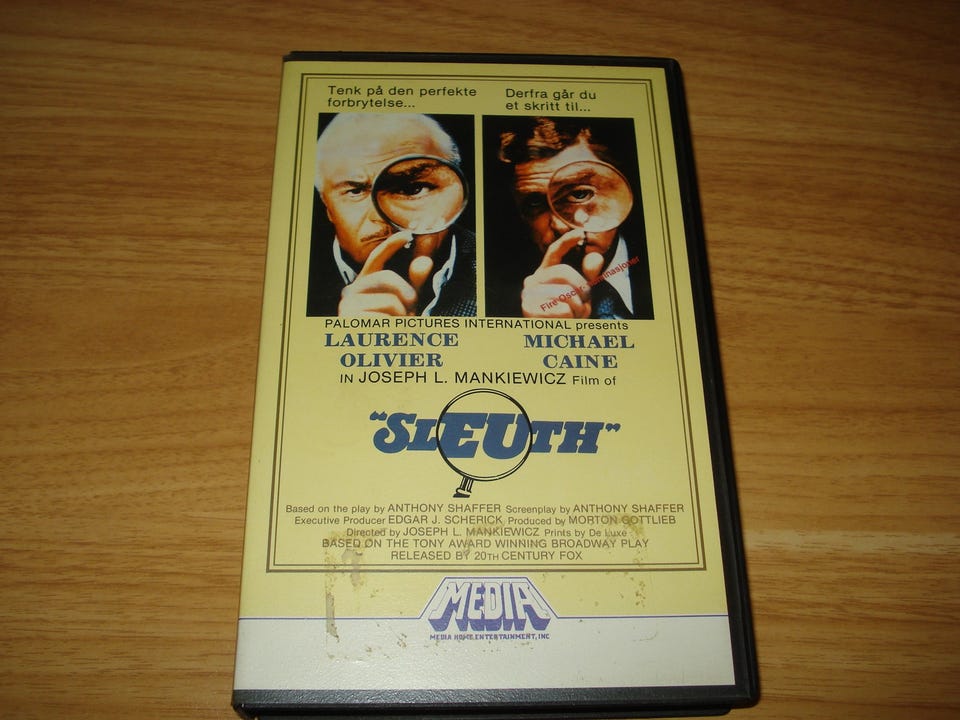 Tenk på den perfekte
forbrytelse...
Derfra går du
et skritt til...
Fire Oscar-nominasjoner
PALOMAR PICTURES INTERNATIONAL presents
LAURENCE
OLIVIER
MICHAEL
CAINE
IN JOSEPH L. MANKIEWICZ Film of
"SLEUTH"
Based on the play by ANTHONY SHAFFER Screenplay by ANTHONY SHAFFER
Executive Producer EDGAR J. SCHERICK Produced by MORTON GOTTLIEB
Directed by JOSEPH L. MANKIEWICZ Prints by De Luxe
BASED ON THE TONY AWARD WINNING BROADWAY PLAY
RELEASED BY 20TH CENTURY FOX
MEDIA
MEDIA HOME ENTERTAINMENT, INC